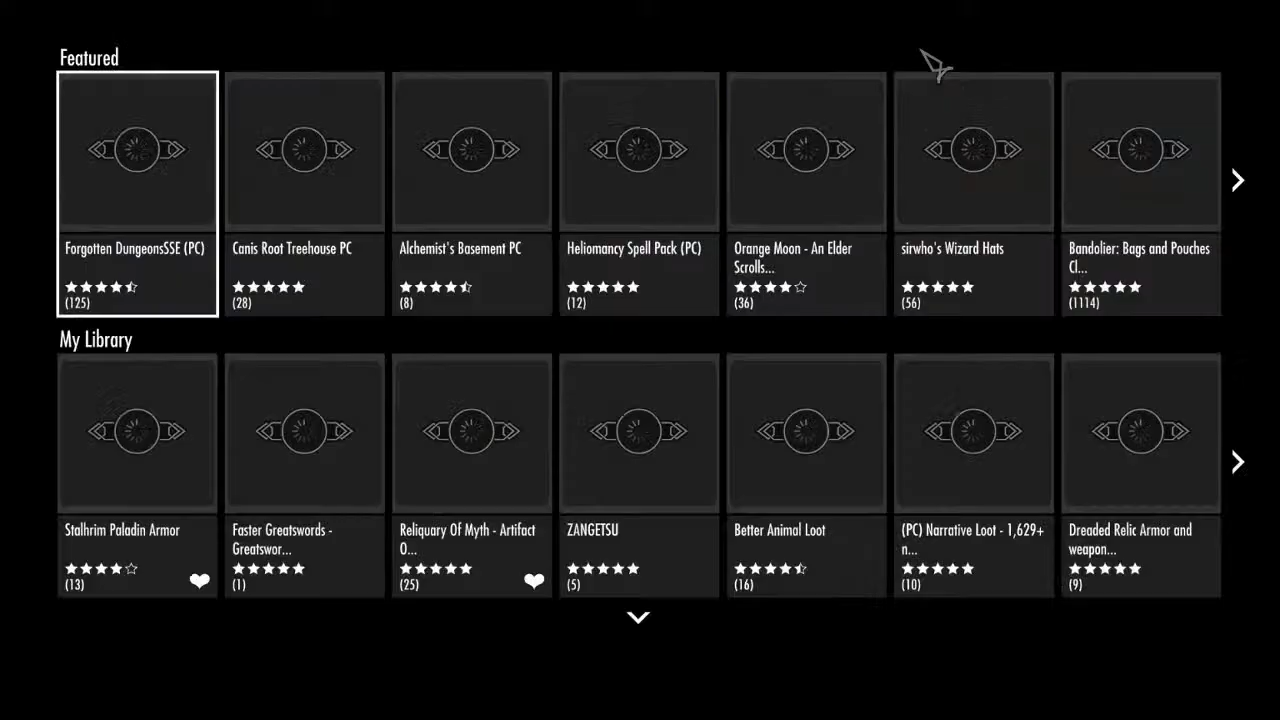 Featured
Forgotten DungeonsSSE (PC)
(125)
Canis Root Treehouse PC
(28)
Alchemist's Basement PC
(8)
Heliomancy Spell Pack (PC)
(12)
Orange Moon - An Elder
Scrolls...
(36)
sirwho's Wizard Hats
(56)
Bandolier: Bags and Pouches
Cl...
(1114)
My Library
Stalhrim Paladin Armor
(13)
Faster Greatswords -
Greatswor...
(1)
Reliquary Of Myth - Artifact
O...
(25)
ZANGETSU
(5)
Better Animal Loot
(16)
(PC) Narrative Loot - 1,629+
n...
(10)
Dreaded Relic Armor and
weapon...
(9)